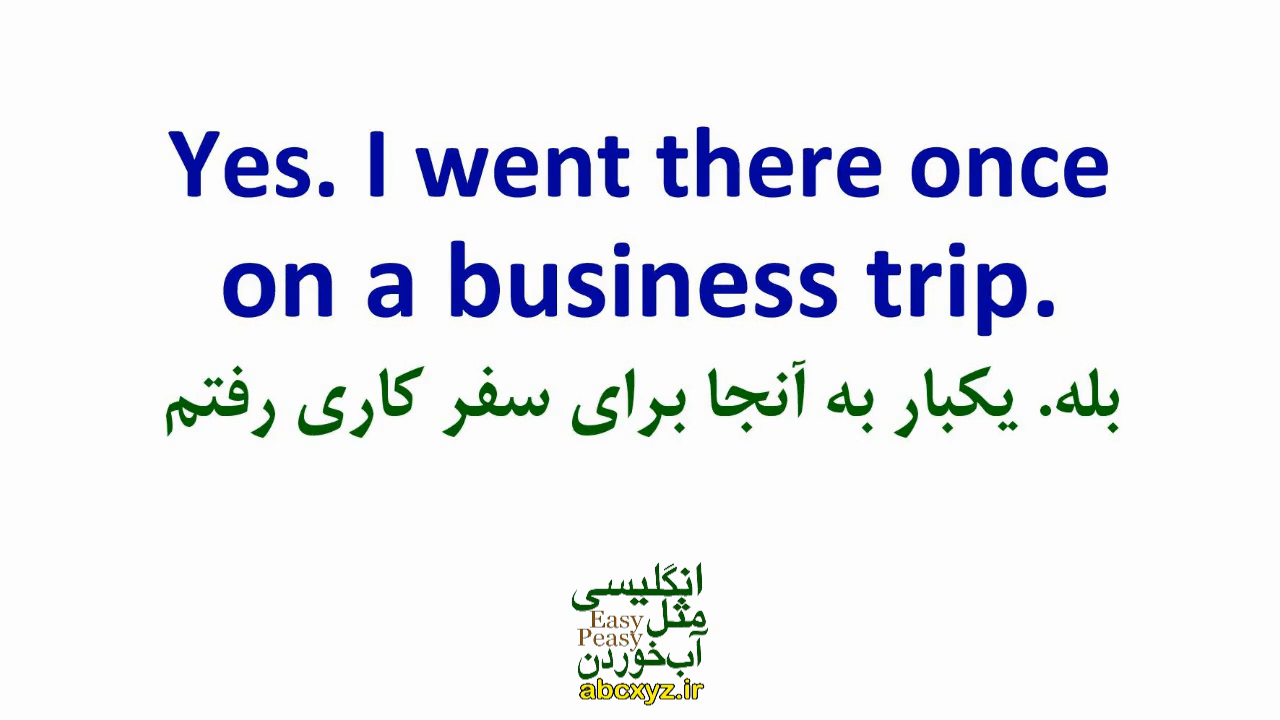 Yes. I went there once
on a business trip.
بله. یکبار به آنجا برای سفر کاری رفتم
انگلیسی
مثل
Easy
Peasy
آب‌خوردن
abcxyz.ir